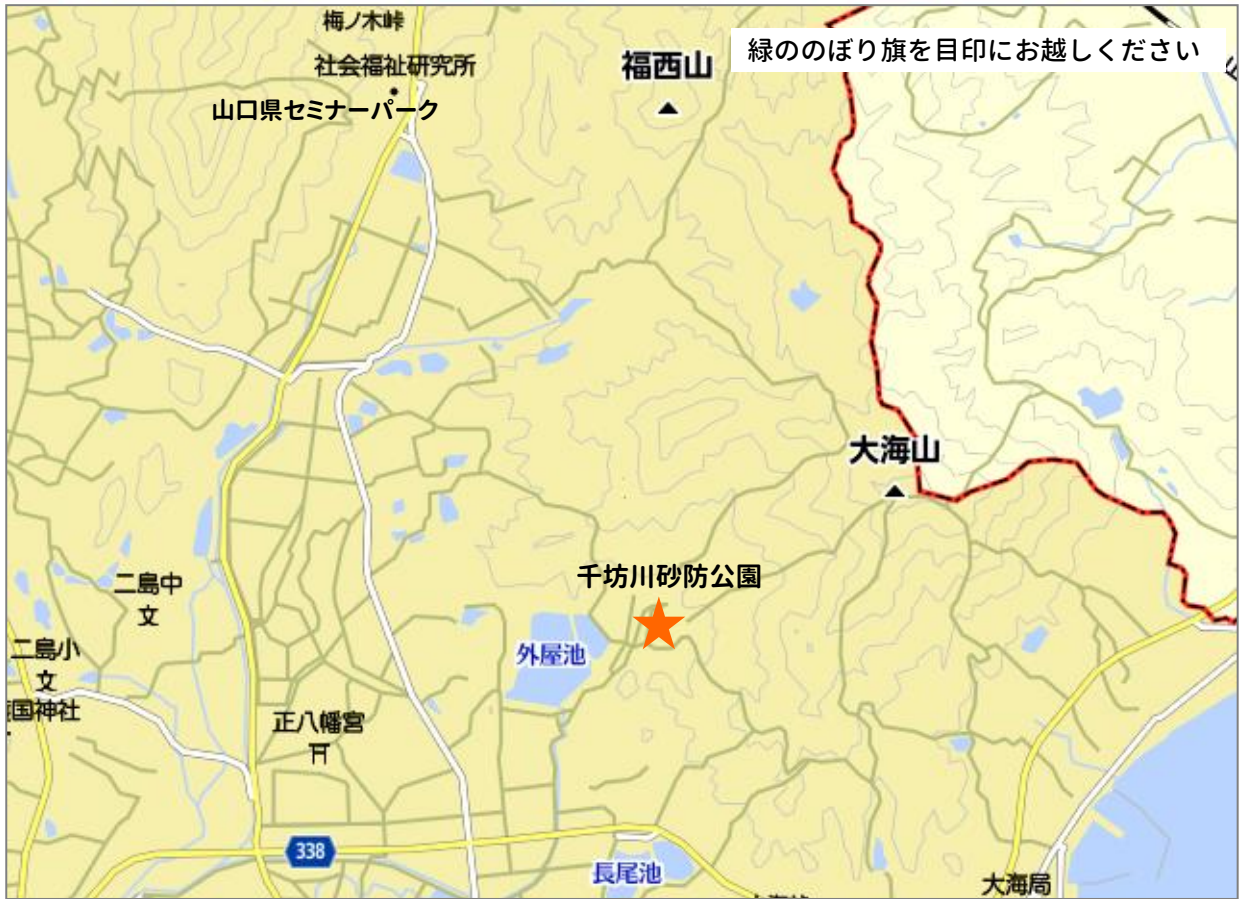 梅ノ木峠
緑ののぼり旗を目印にお越しください
社会福祉研究所
福西山
山口県セミナーパーク
大海山
千坊川砂防公園
二島中
文
二島小
文
外屋池
国神社
正八幡宮
338
長尾池
大海局